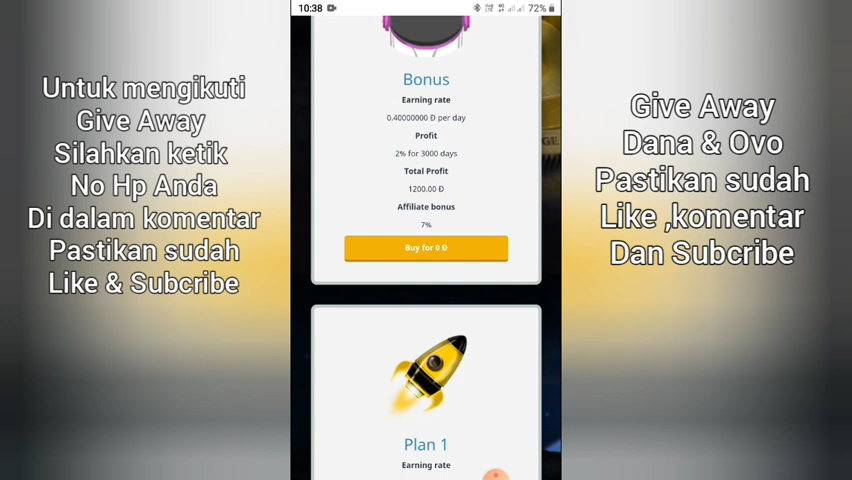 Untuk mengikuti
Give Away
Silahkan ketik
No Hp Anda
Di dalam komentar
Pastikan sudah
Like & Subcribe
10:38
72%
Bonus
Earning rate
0.40000000 Ð per day
Profit
2% for 3000 days
Total Profit
1200.00 Ð
Affiliate bonus
7%
Buy for 0 Ð
Plan 1
Earning rate
Give Away
Dana & Ovo
Pastikan sudah
Like ,komentar
Dan Subcribe